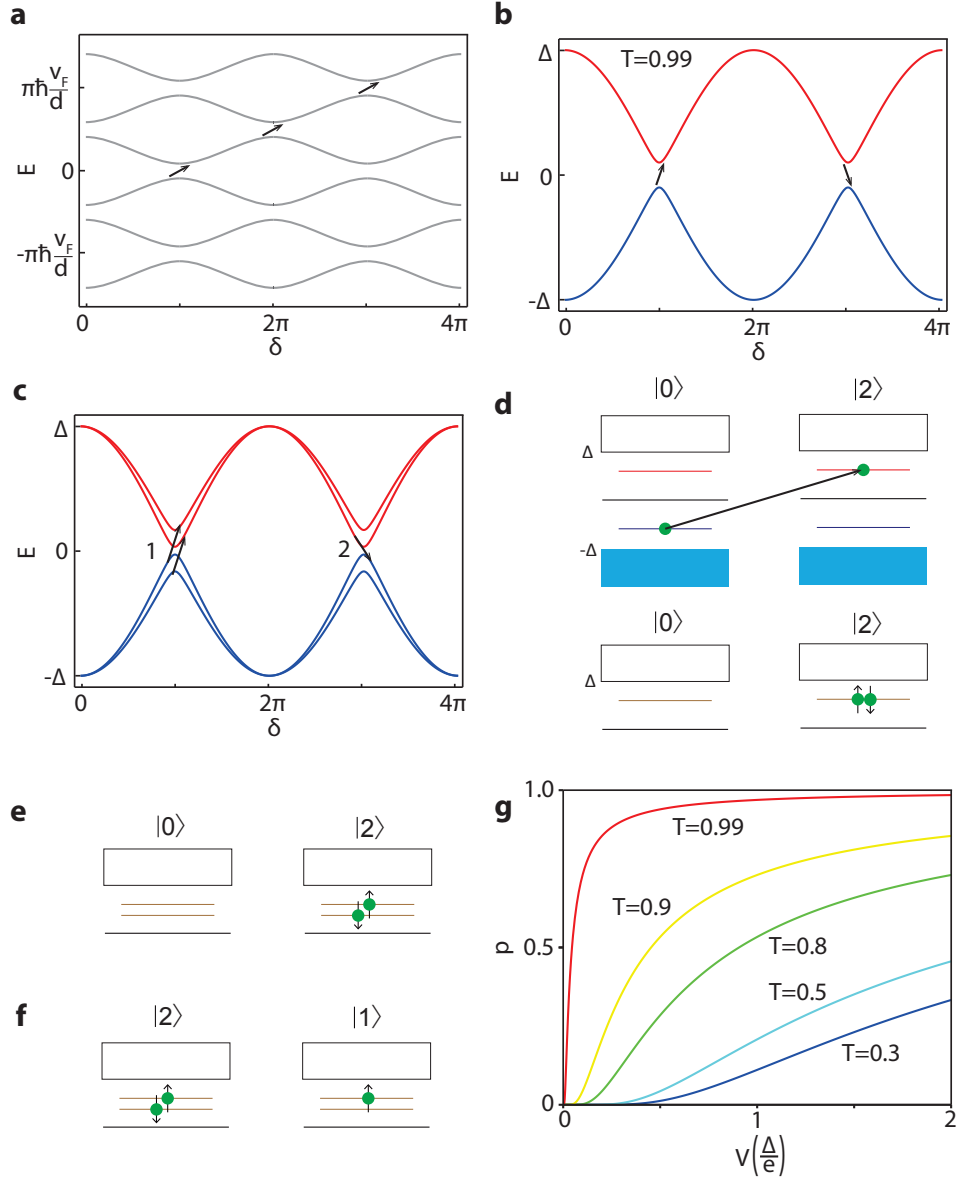 a
πħ v_F/d
E
0
-πħ v_F/d
0
2π
4π
δ
b
Δ
T=0.99
E
0
-Δ
0
2π
4π
δ
c
Δ
E
0
1
2
-Δ
0
2π
4π
δ
d
|0⟩
|2⟩
Δ
-Δ
|0⟩
|2⟩
Δ
e
|0⟩
|2⟩
f
|2⟩
|1⟩
g
1.0
T=0.99
T=0.9
p
0.5
T=0.8
T=0.5
T=0.3
0
0
1
2
V(Δ/e)